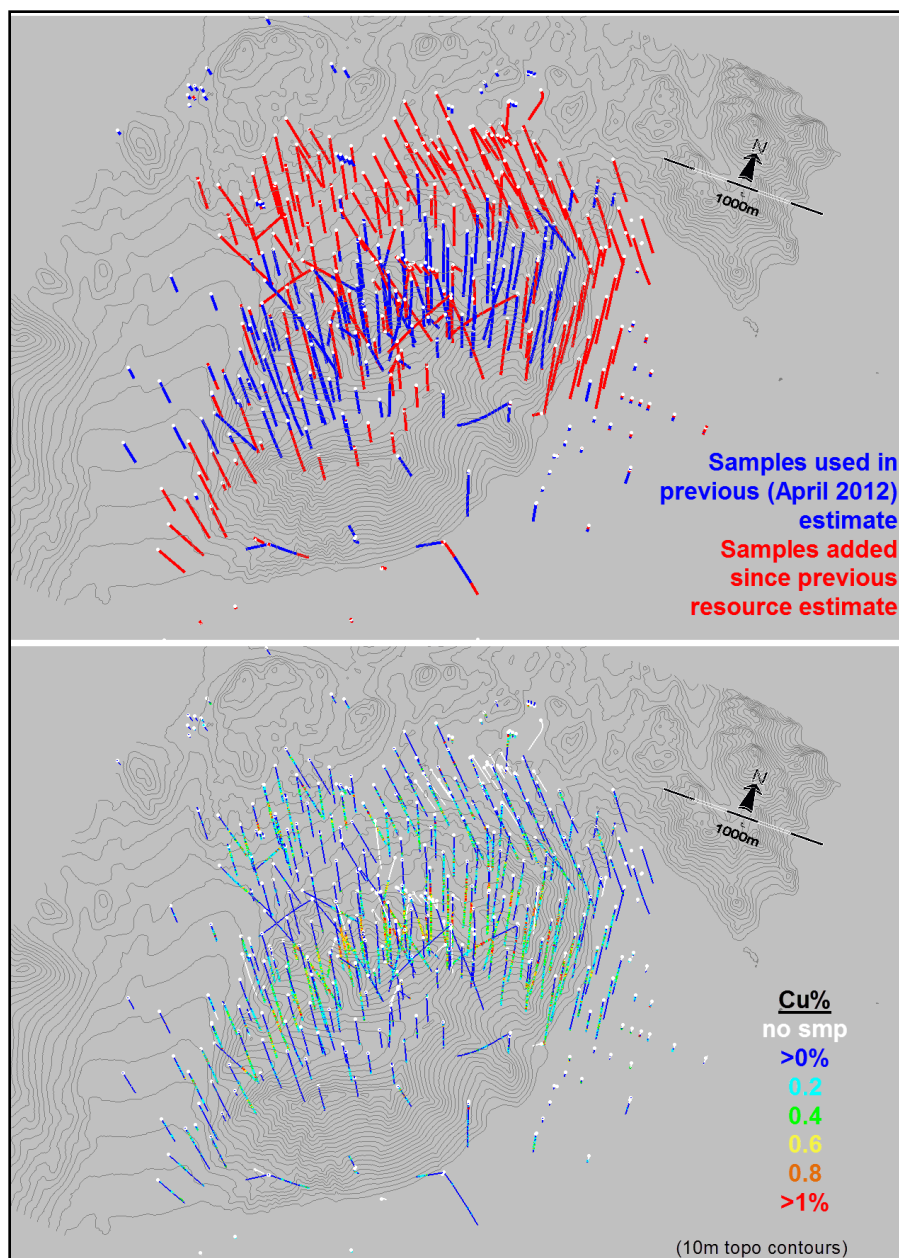 N
1000m
Samples used in
previous (April 2012)
estimate
Samples added
since previous
resource estimate
N
1000m
Cu%
no smp
>0%
0.2
0.4
0.6
0.8
>1%
(10m topo contours)